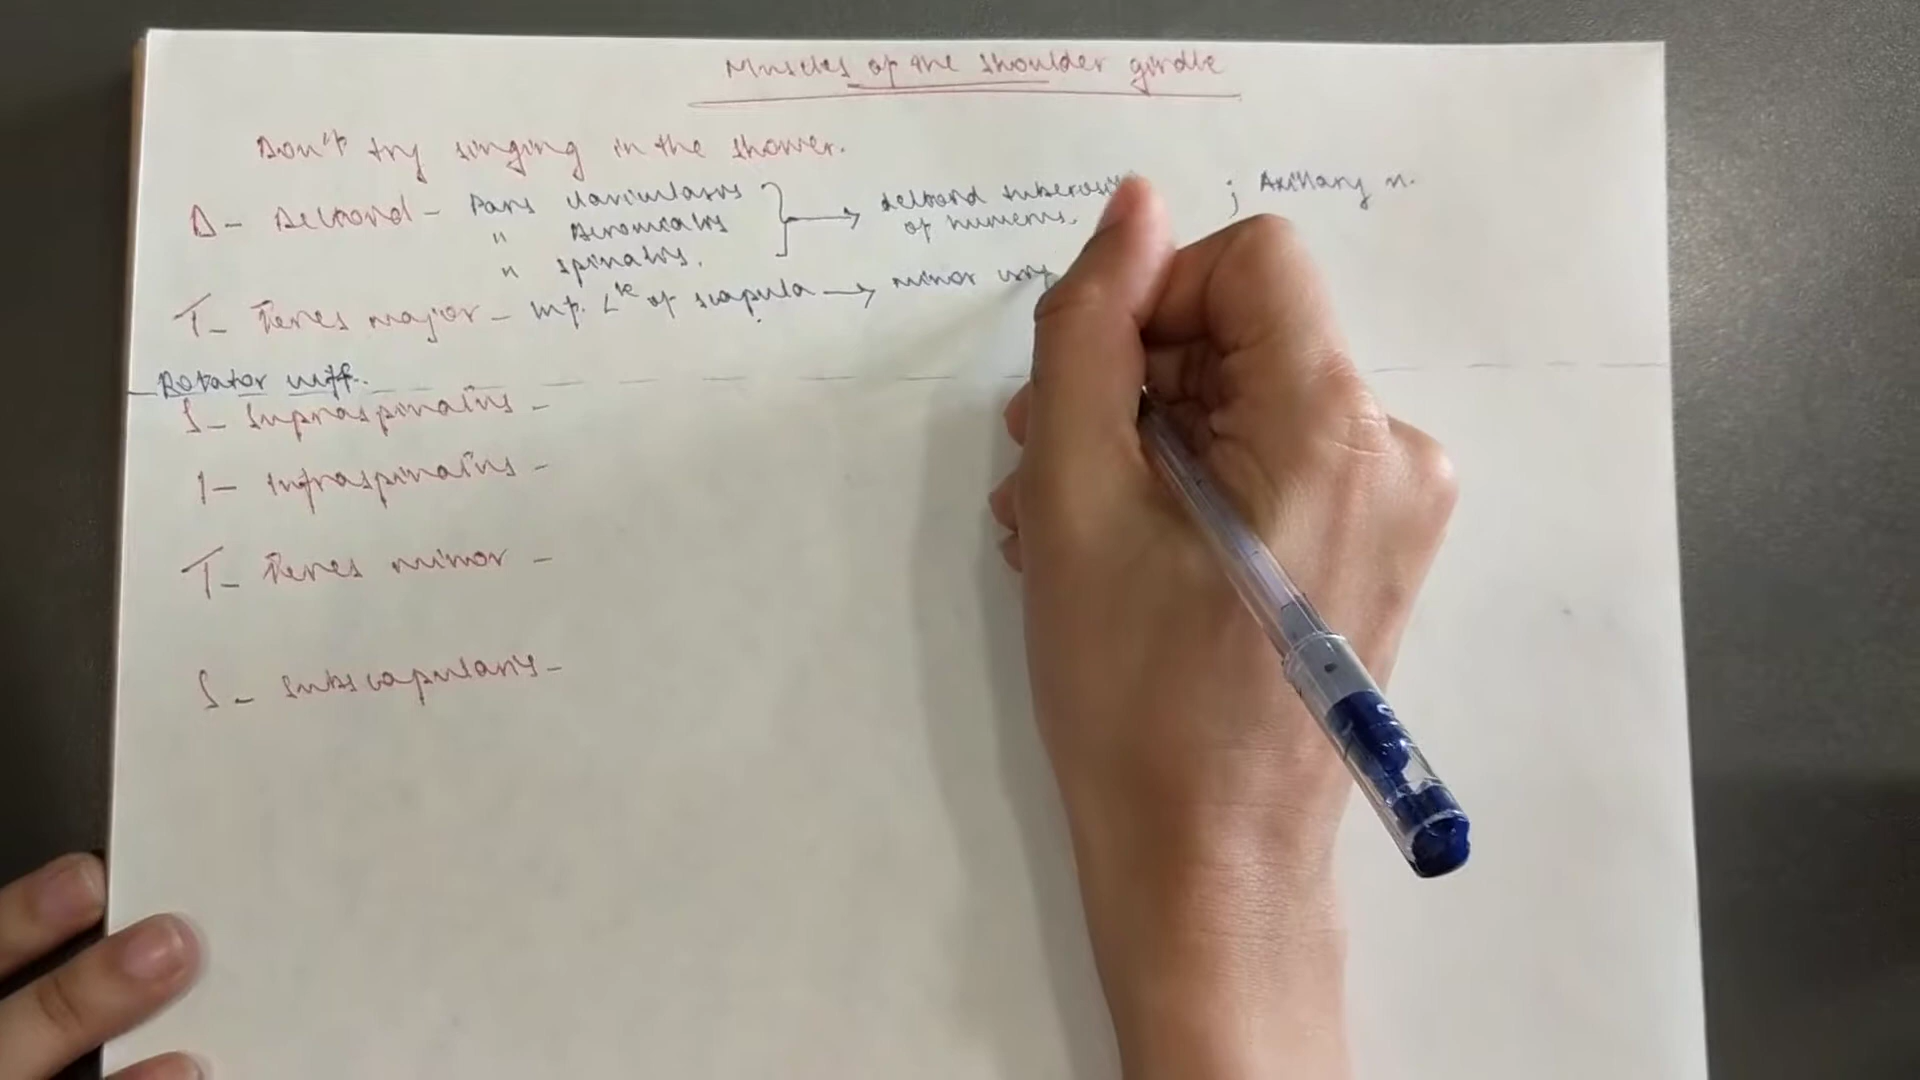 Muscles of the shoulder girdle
Don't try singing in the shower.
D- Deltoid - Pars clavicularis
" Acromialis
" spinalis.
→ deltoid tuberosity
of humerus.
; Axillary n.
T- Teres major - Inf. of scapula → minor
Rotator cuff.
S- Supraspinatus -
I- Infraspinatus -
T- Teres minor -
S- Subscapularis -